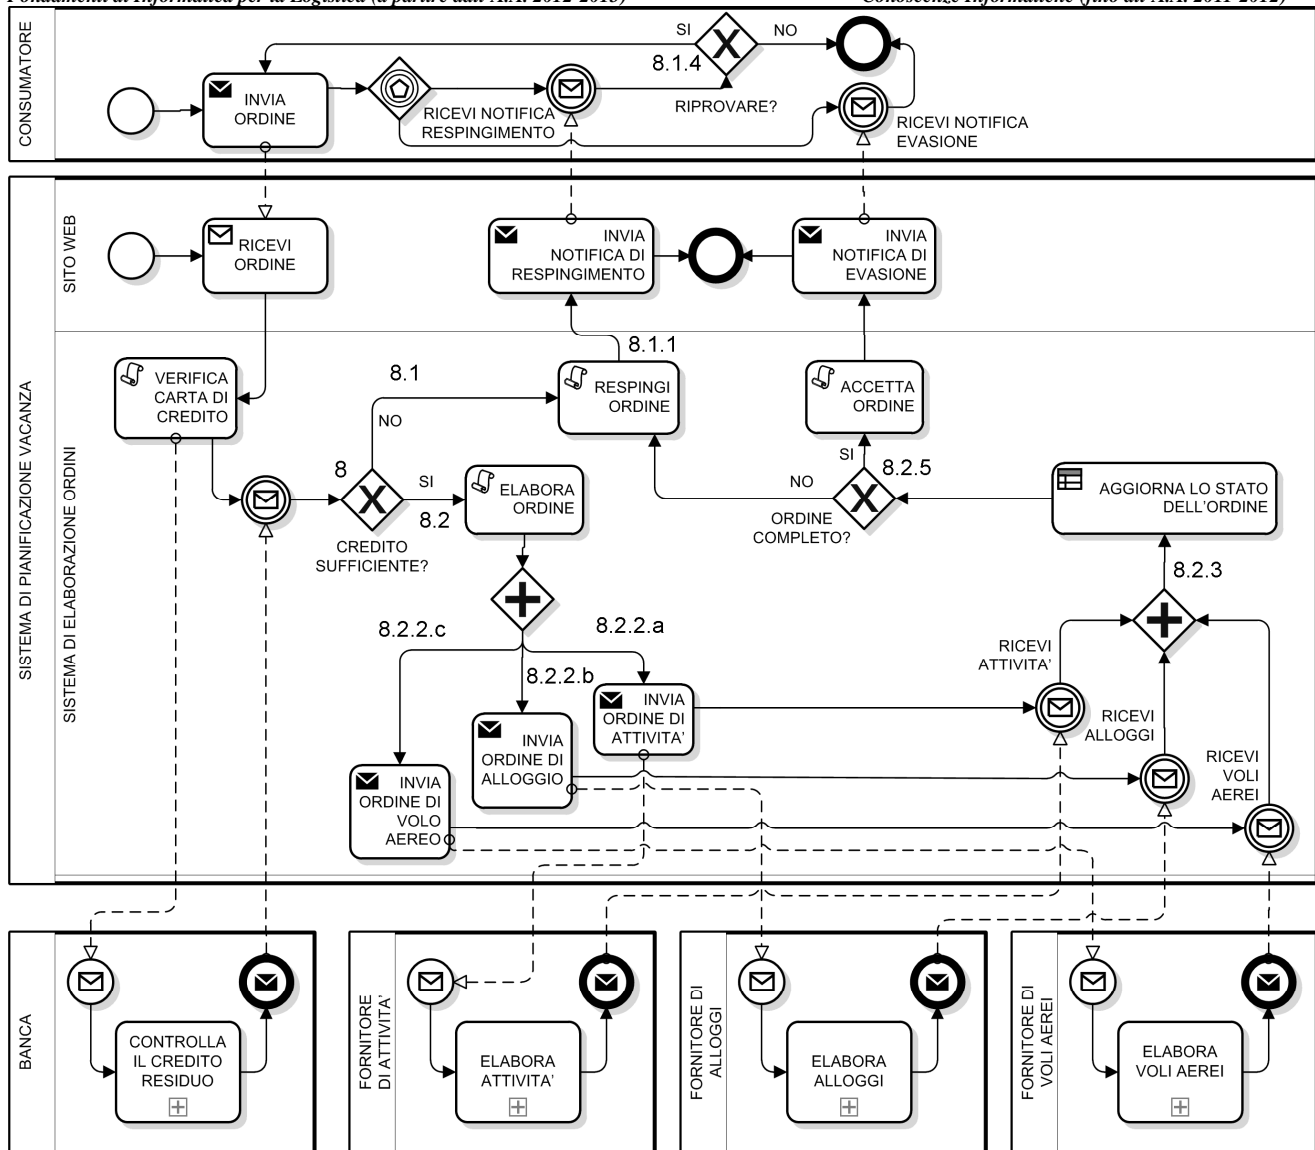 Fondamenti di Informatica per la Logistica (a partire dall'A.A. 2012-2013)
Conoscenze Informatiche (fino all'A.A. 2011-2012)
CONSUMATORE
INVIA
ORDINE
RICEVI NOTIFICA
RESPINGIMENTO
SI
NO
8.1.4
RIPROVARE?
RICEVI NOTIFICA
EVASIONE
SISTEMA DI PIANIFICAZIONE VACANZA
SITO WEB
RICEVI
ORDINE
INVIA
NOTIFICA DI
RESPINGIMENTO
INVIA
NOTIFICA DI
EVASIONE
SISTEMA DI ELABORAZIONE ORDINI
VERIFICA
CARTA DI
CREDITO
8.1
NO
8.1.1
RESPINGI
ORDINE
ACCETTA
ORDINE
8
SI
8.2
CREDITO
SUFFICIENTE?
ELABORA
ORDINE
SI
8.2.5
NO
ORDINE
COMPLETO?
AGGIORNA LO STATO
DELL'ORDINE
8.2.3
8.2.2.c
8.2.2.a
8.2.2.b
INVIA
ORDINE DI
ATTIVITA'
INVIA
ORDINE DI
ALLOGGIO
INVIA
ORDINE DI
VOLO
AEREO
RICEVI
ATTIVITA'
RICEVI
ALLOGGI
RICEVI
VOLI
AEREI
BANCA
CONTROLLA
IL CREDITO
RESIDUO
FORNITORE
DI ATTIVITA'
ELABORA
ATTIVITA'
FORNITORE DI
ALLOGGI
ELABORA
ALLOGGI
FORNITORE DI
VOLI AEREI
ELABORA
VOLI AEREI